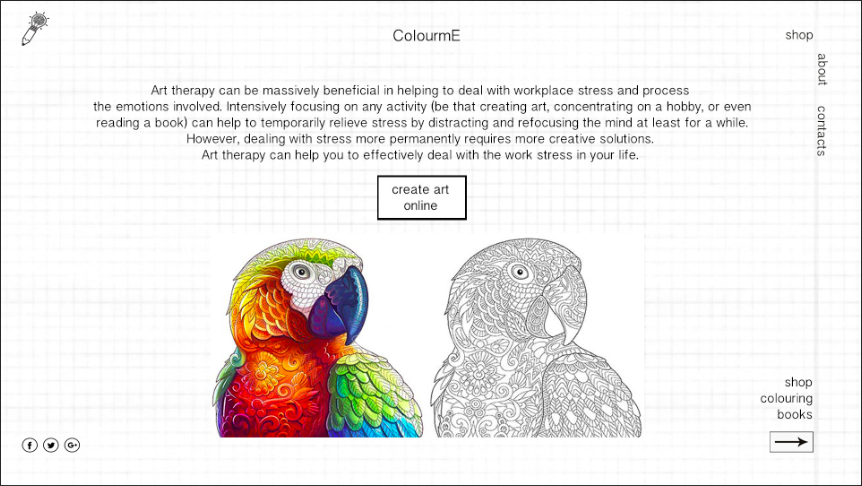 ColourmE
shop
about
contacts
Art therapy can be massively beneficial in helping to deal with workplace stress and process
the emotions involved. Intensively focusing on any activity (be that creating art, concentrating on a hobby, or even
reading a book) can help to temporarily relieve stress by distracting and refocusing the mind at least for a while.
However, dealing with stress more permanently requires more creative solutions.
Art therapy can help you to effectively deal with the work stress in your life.
create art
online
shop
colouring
books
f
G+